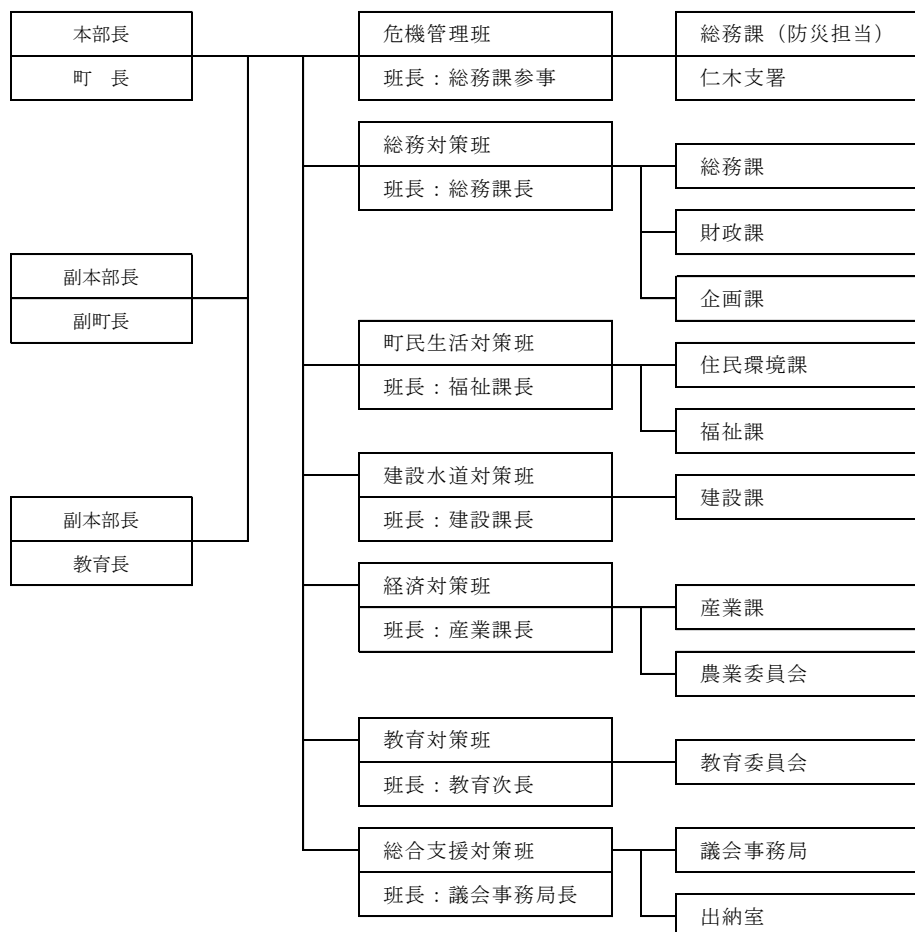 本部長
町　長
副本部長
副町長
副本部長
教育長
危機管理班
班長：総務課参事
総務課（防災担当）
仁木支署
総務対策班
班長：総務課長
総務課
財政課
企画課
町民生活対策班
班長：福祉課長
住民環境課
福祉課
建設水道対策班
班長：建設課長
建設課
経済対策班
班長：産業課長
産業課
農業委員会
教育対策班
班長：教育次長
教育委員会
総合支援対策班
班長：議会事務局長
議会事務局
出納室